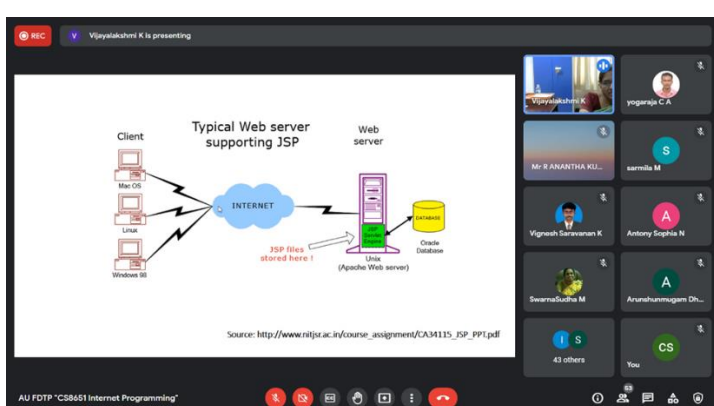 REC
V Vijayalakshmi K is presenting
Typical Web server
supporting JSP
Client
Web
server
Mac OS
Linux
Windows 98
INTERNET
JSP files
stored here !
JSP
Servlet
Engine
Unix
(Apache Web server)
DATABASE
Oracle
Database
Source: http://www.nitjsr.ac.in/course_assignment/CA34115_JSP_PPT.pdf
Vijayalakshmi K
yogaraja C A
Mr R ANANTHA KU...
S
sarmila M
Vignesh Saravanan K
A
Antony Sophia N
SwarnaSudha M
A
Arunshunmugam Dh...
I S
43 others
CS
You
AU FDTP "CS8651 Internet Programming"
53